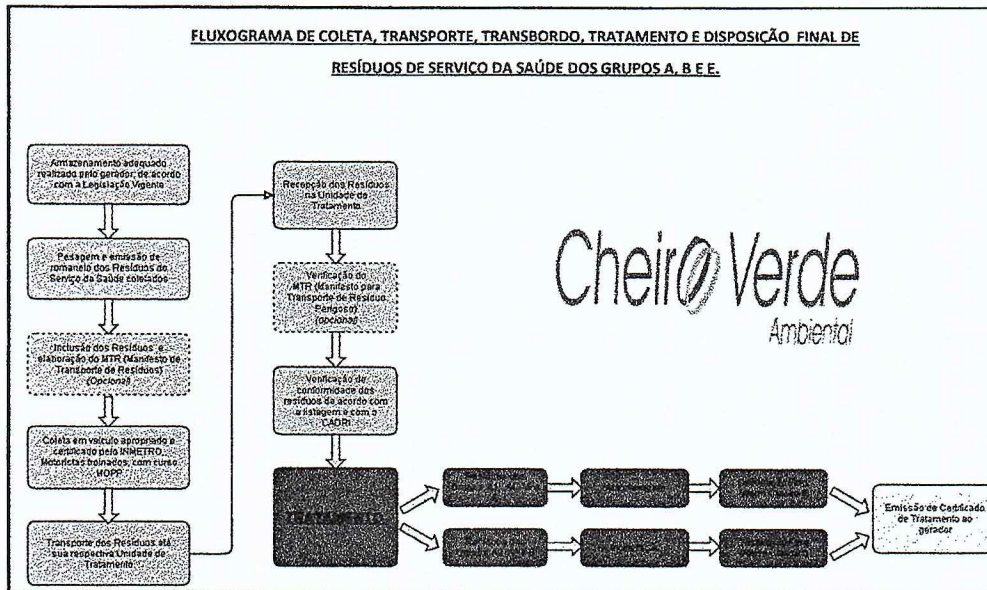 FLUXOGRAMA DE COLETA, TRANSPORTE, TRANSBORDO, TRATAMENTO E DISPOSIÇÃO FINAL DE
RESÍDUOS DE SERVIÇO DA SAÚDE DOS GRUPOS A, B E E.
Armazenamento adequado
realizado pelo gerador, de acordo
com a Legislação Vigente
Pesagem e emissão de
romaneio dos Resíduos do
Serviço da Saúde coletados
Inclusão dos Resíduos e
elaboração do MTR (Manifesto de
Transporte de Resíduos)
(Opcional)
Coleta em veículo apropriado e
certificado pelo INMETRO.
Motoristas treinados, com curso
MOPP
Transporte dos Resíduos até
sua respectiva Unidade de
Tratamento
Recepção dos Resíduos
na Unidade de
Tratamento
Verificação do
MTR (Manifesto para
Transporte de Resíduo
Perigoso)
(opcional)
Verificação de
conformidade dos
resíduos de acordo com
a listagem e com o
CADRI
TRATAMENTO
Emissão de Certificado
de Tratamento ao
gerador
Cheiro Verde
Ambiental